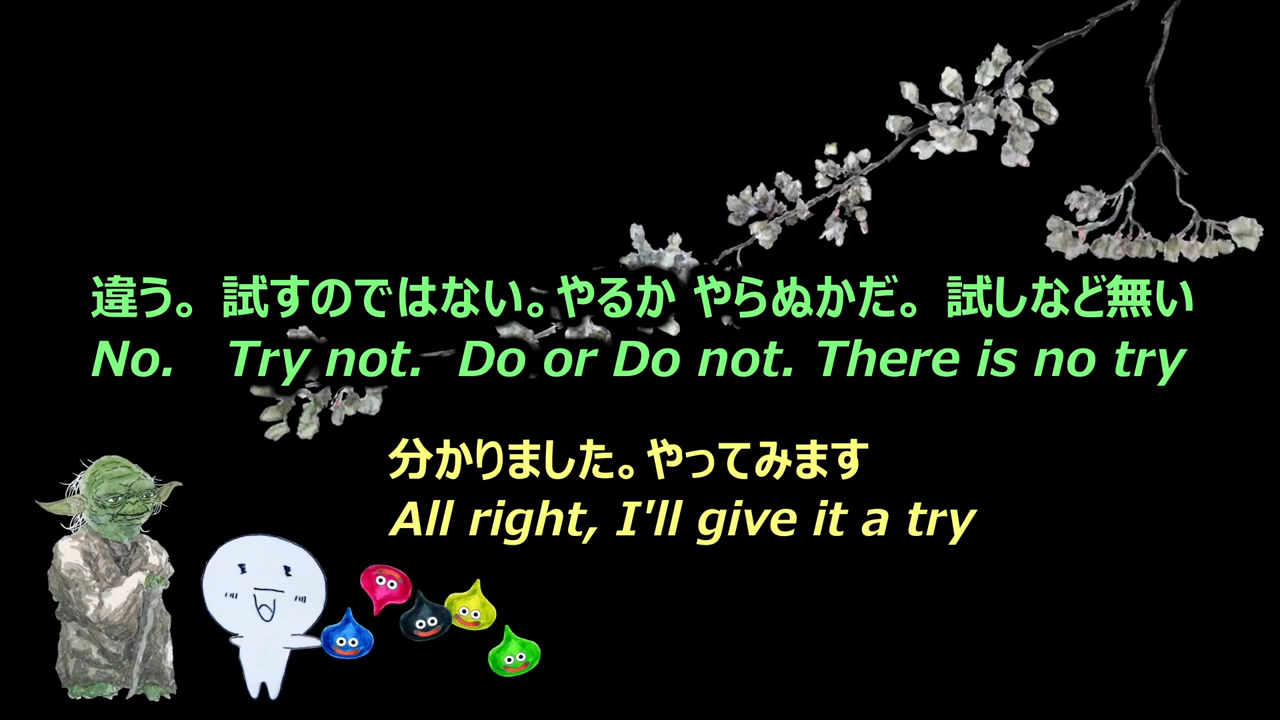 違う。試すのではない。やるか やらぬかだ。試しなど無い
No. Try not. Do or Do not. There is no try
分かりました。やってみます
All right, I'll give it a try